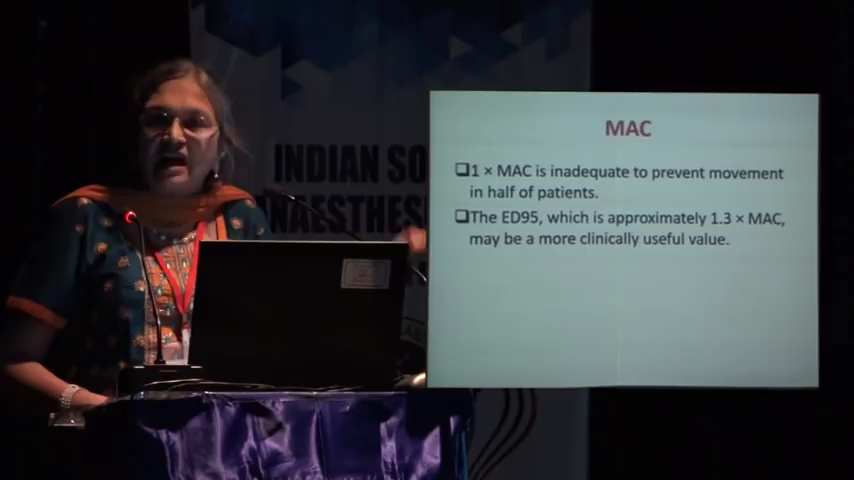 INDIAN SO
NAESTHES
MAC
❑1 × MAC is inadequate to prevent movement
in half of patients.
❑The ED95, which is approximately 1.3 × MAC,
may be a more clinically useful value.